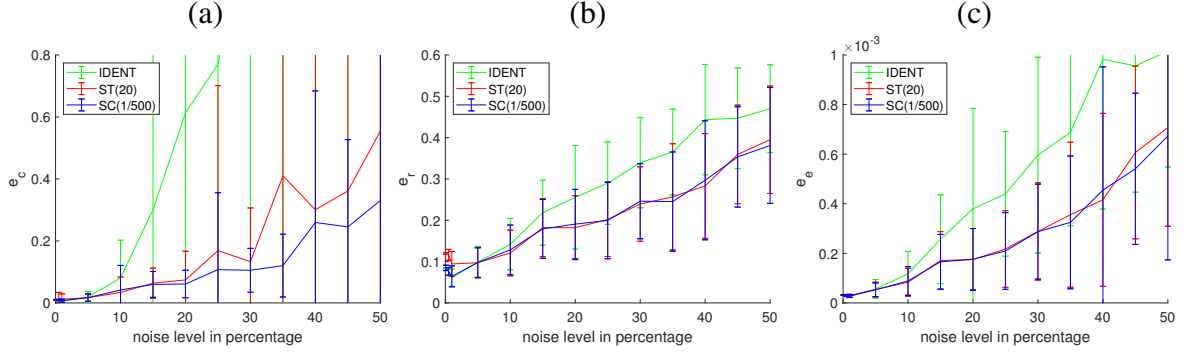 (a)
0.8
0.6
0.4
0.2
0
0 10 20 30 40 50
e_c
noise level in percentage
IDENT
ST(20)
SC(1/500)
(b)
0.6
0.5
0.4
0.3
0.2
0.1
0
0 10 20 30 40 50
e_r
noise level in percentage
IDENT
ST(20)
SC(1/500)
(c)
×10⁻³
1
0.8
0.6
0.4
0.2
0
0 10 20 30 40 50
e_e
noise level in percentage
IDENT
ST(20)
SC(1/500)